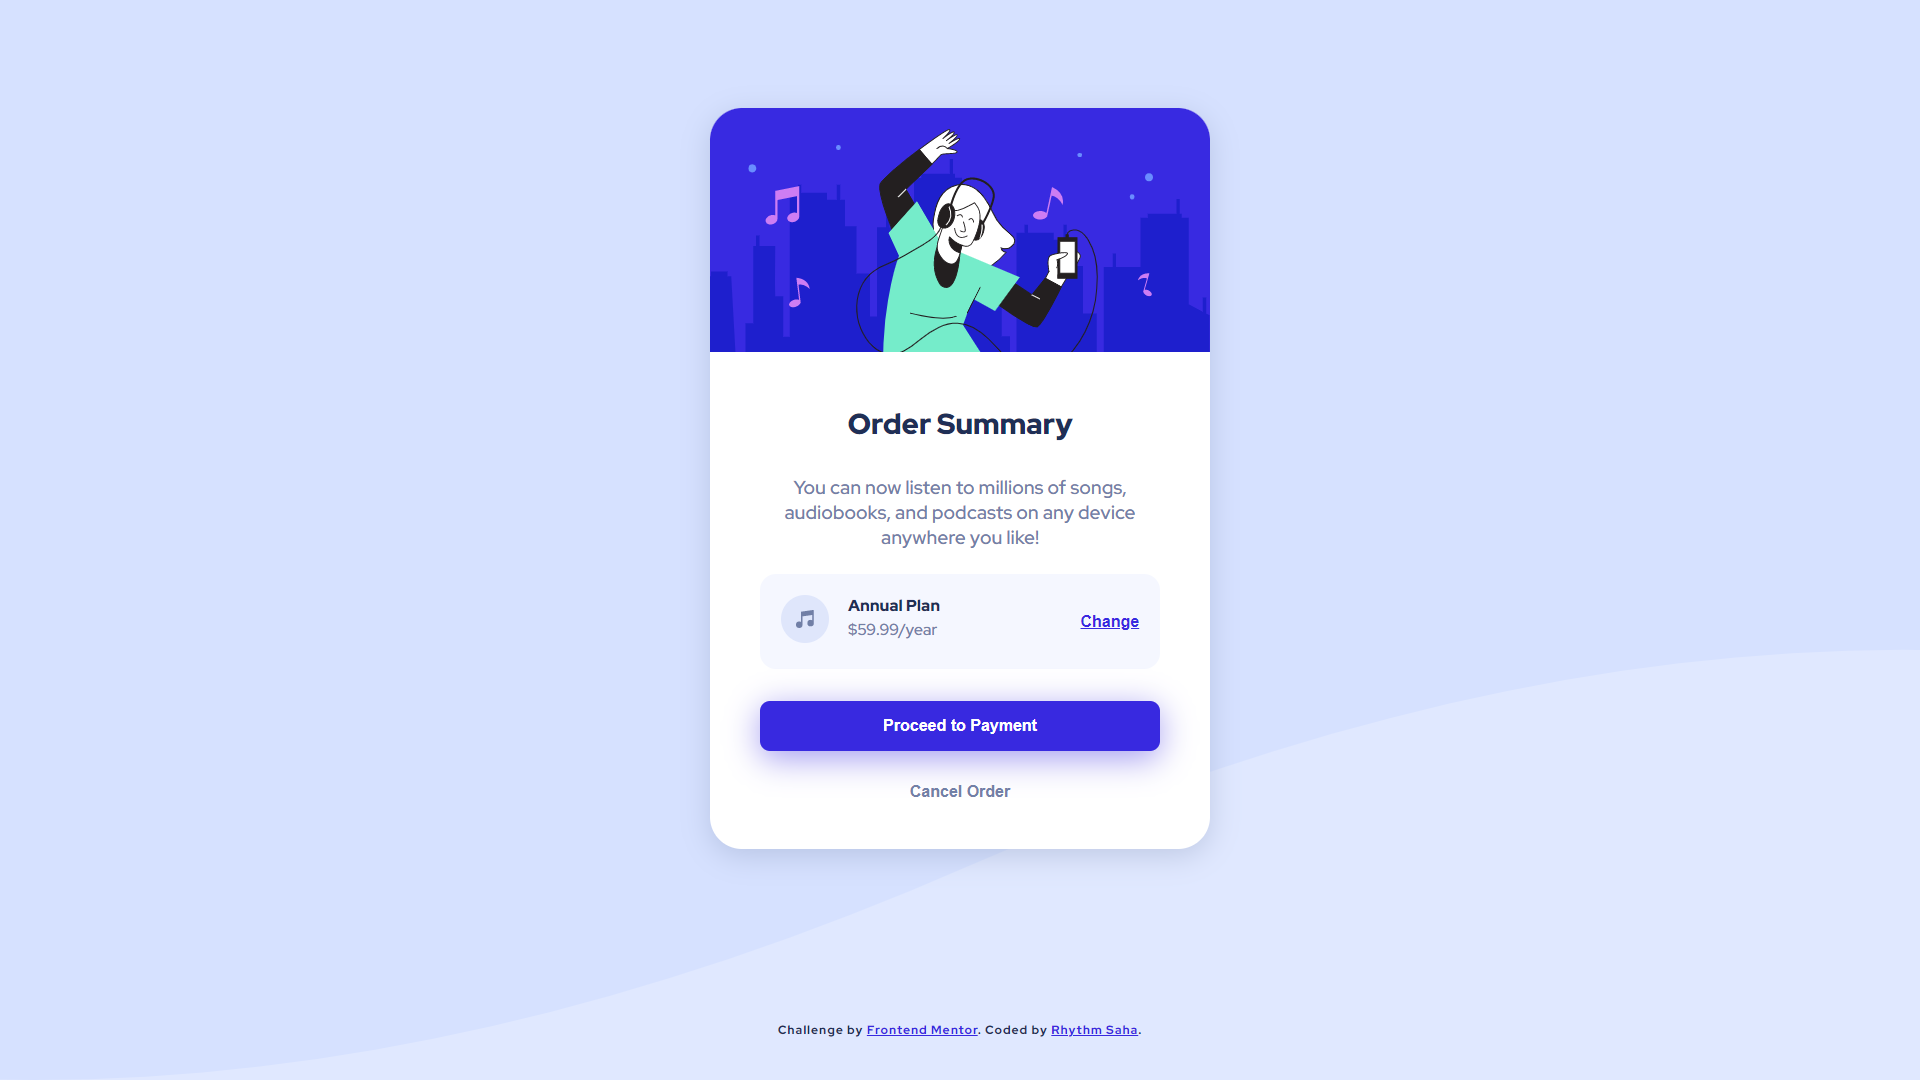 Order Summary
You can now listen to millions of songs,
audiobooks, and podcasts on any device
anywhere you like!
Annual Plan
$59.99/year
Change
Proceed to Payment
Cancel Order
Challenge by Frontend Mentor. Coded by Rhythm Saha.